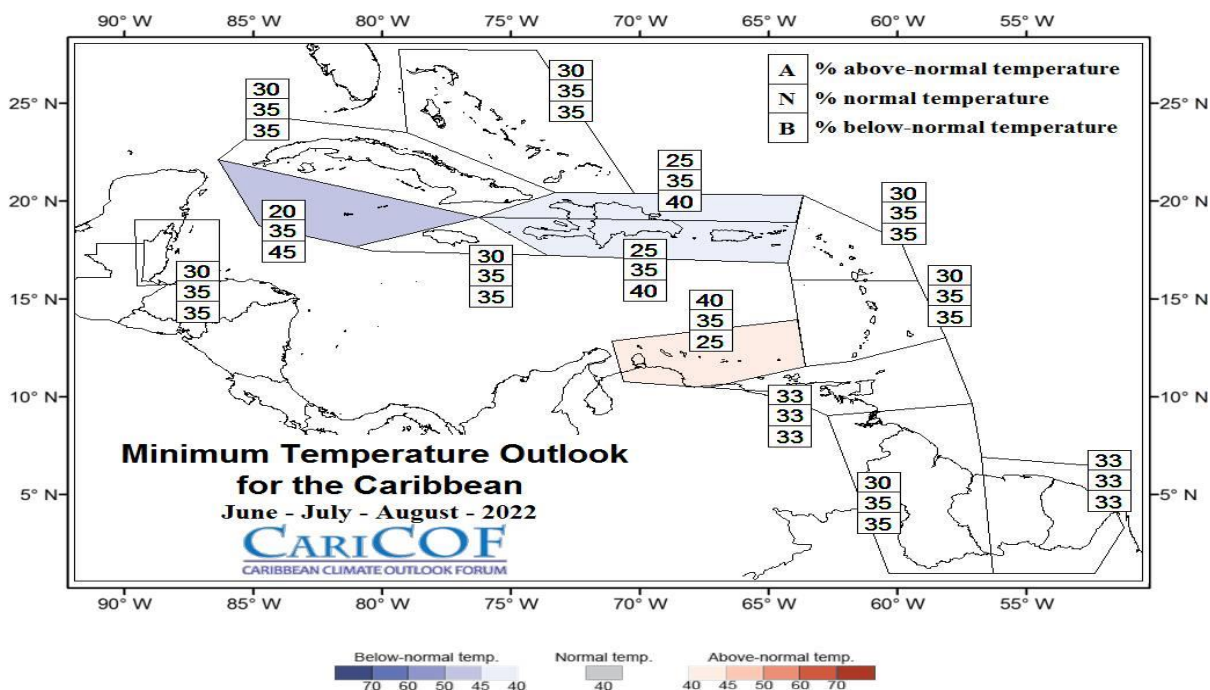 90° W 85° W 80° W 75° W 70° W 65° W 60° W 55° W
A % above-normal temperature
N % normal temperature
B % below-normal temperature
25° N
25° N
20° N
20° N
15° N
15° N
10° N
10° N
5° N
5° N
30
35
35
30
35
35
25
35
40
30
35
35
20
35
45
30
35
35
25
35
40
30
35
35
30
35
35
40
35
25
33
33
33
30
35
35
33
33
33
Minimum Temperature Outlook
for the Caribbean
June - July - August - 2022
CARICOF
CARIBBEAN CLIMATE OUTLOOK FORUM
90° W 85° W 80° W 75° W 70° W 65° W 60° W 55° W
Below-normal temp. Normal temp. Above-normal temp.
70 60 50 45 40 40 40 45 50 60 70